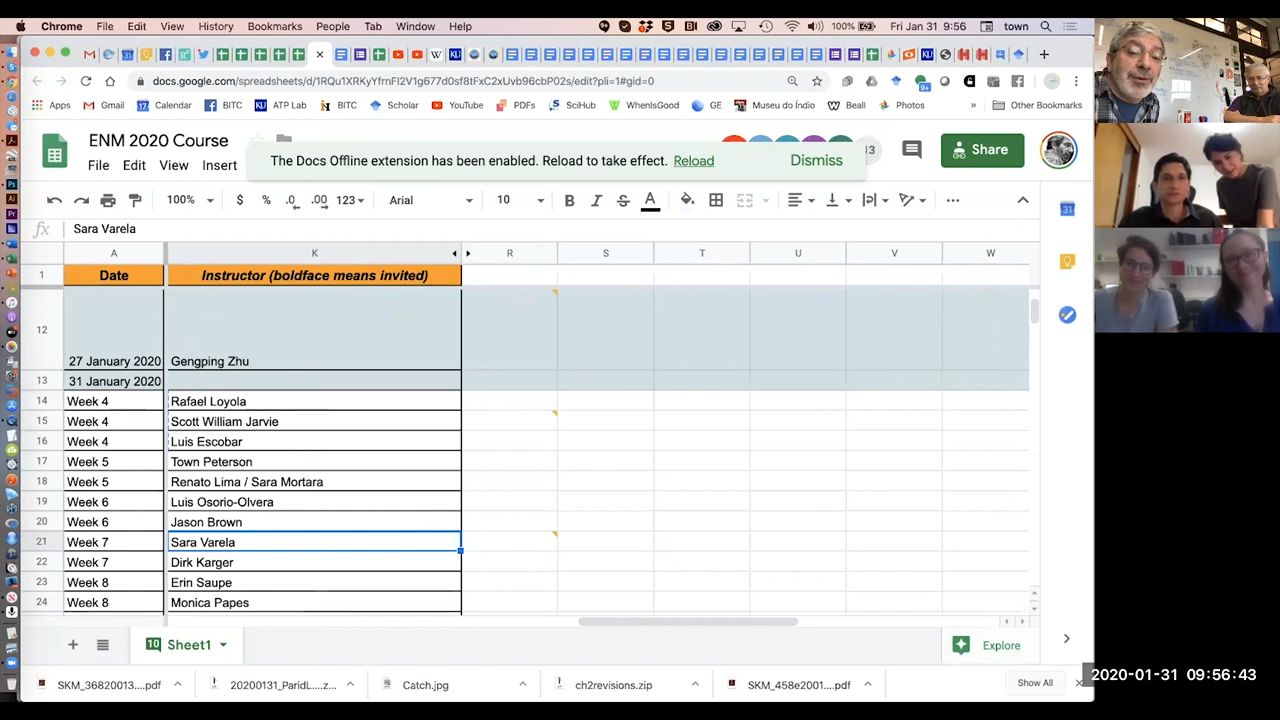 Chrome File Edit View History Bookmarks People Tab Window Help 100% Fri Jan 31 9:56 town
docs.google.com/spreadsheets/d/1RQu1XRKyYfrnFI2V1g677d0sf8tFxC2xUvb96cbP02s/edit?pli=1#gid=0
Apps Gmail Calendar BITC ATP Lab BITC Scholar YouTube PDFs SciHub WhenIsGood GE Museu do Índio Beall Photos » Other Bookmarks
ENM 2020 Course
The Docs Offline extension has been enabled. Reload to take effect. Reload Dismiss
13 Share
File Edit View Insert
100% $ % .0 .00 123 Arial 10 B I S A
fx Sara Varela
A K R S T U V W
1 Date Instructor (boldface means invited)
12 27 January 2020 Gengping Zhu
13 31 January 2020
14 Week 4 Rafael Loyola
15 Week 4 Scott William Jarvie
16 Week 4 Luis Escobar
17 Week 5 Town Peterson
18 Week 5 Renato Lima / Sara Mortara
19 Week 6 Luis Osorio-Olvera
20 Week 6 Jason Brown
21 Week 7 Sara Varela
22 Week 7 Dirk Karger
23 Week 8 Erin Saupe
24 Week 8 Monica Papes
Sheet1 Explore
SKM_36820013....pdf 20200131_ParidL....z... Catch.jpg ch2revisions.zip SKM_458e2001....pdf Show All
2020-01-31 09:56:43